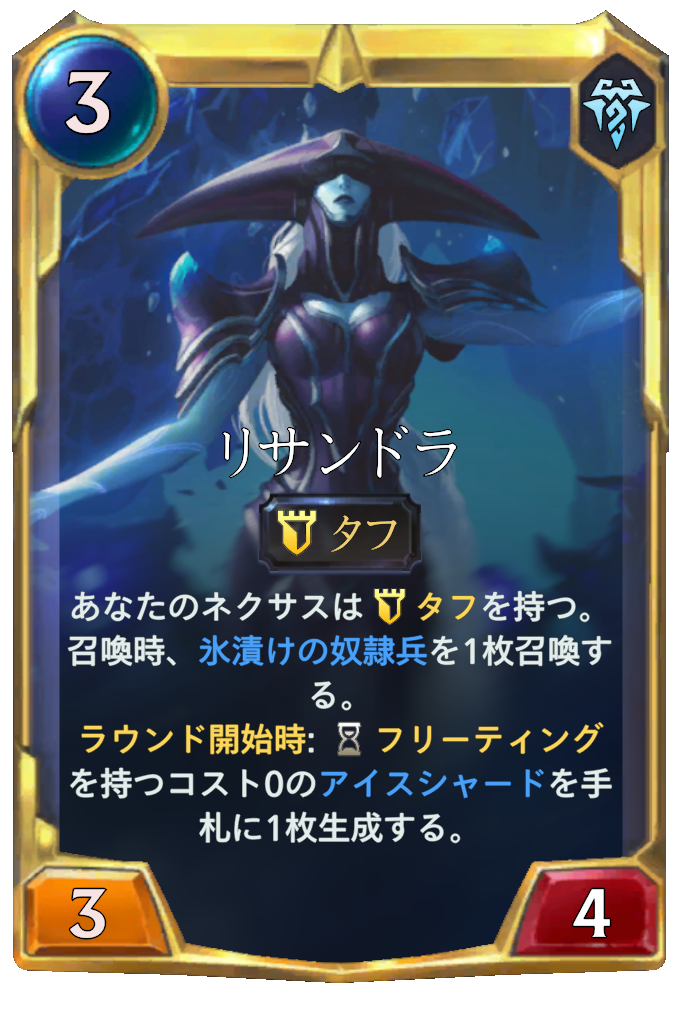 3
リサンドラ
タフ
あなたのネクサスは タフを持つ。
召喚時、氷漬けの奴隷兵を1枚召喚す
る。
ラウンド開始時: フリーティング
を持つコスト0のアイスシャードを手
札に1枚生成する。
3
4